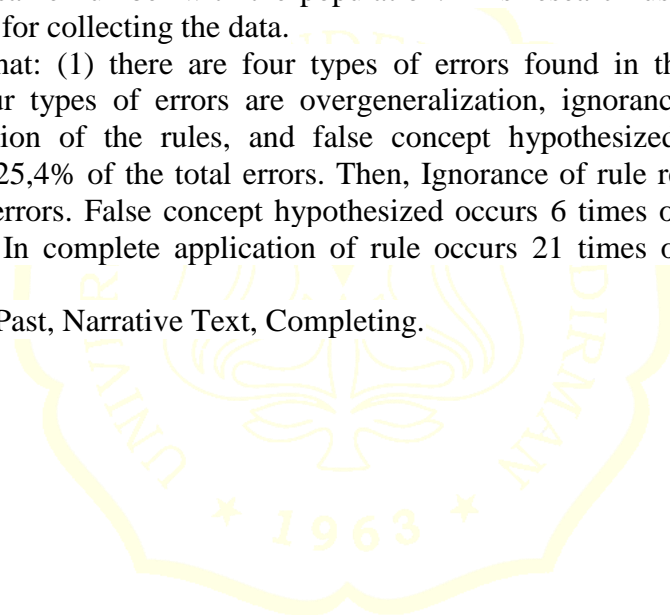 for collecting the data.
hat: (1) there are four types of errors found in th
ur types of errors are overgeneralization, ignoranc
ion of the rules, and false concept hypothesized
25,4% of the total errors. Then, Ignorance of rule r
errors. False concept hypothesized occurs 6 times o
In complete application of rule occurs 21 times o
Past, Narrative Text, Completing.
UNIV
DIRMAN
1963